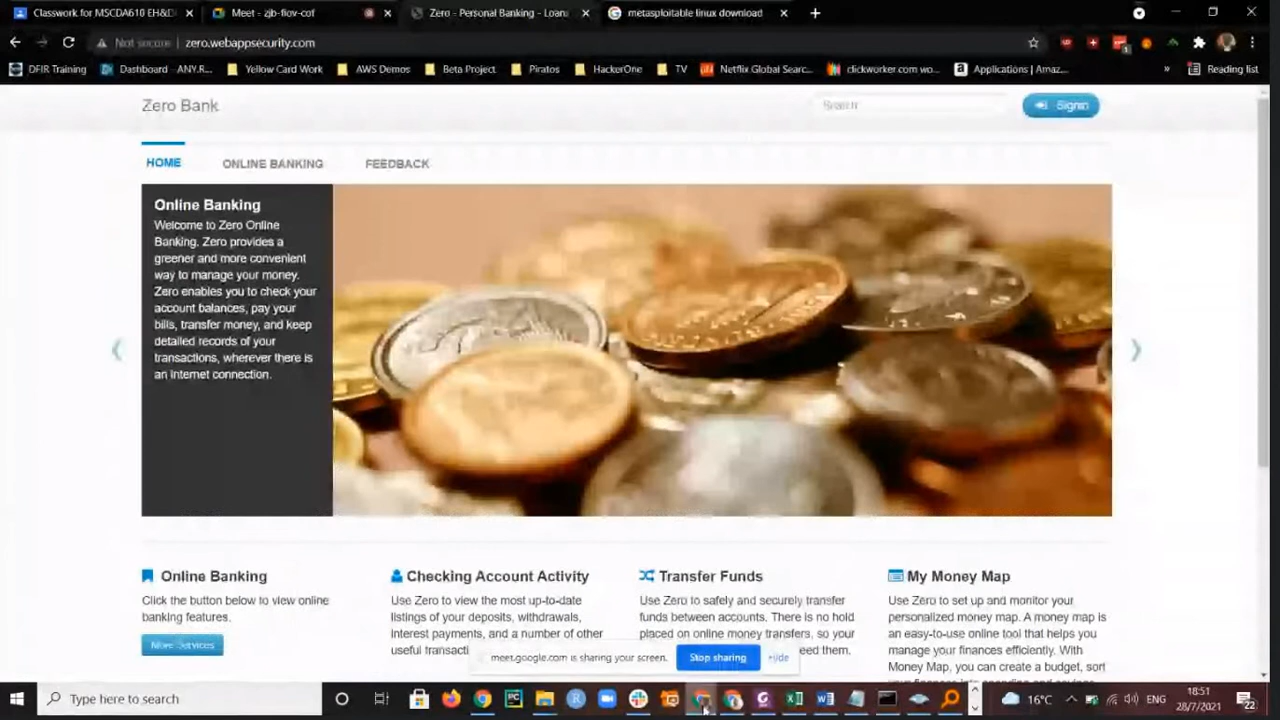 Classwork for MSCDA610 EH&D
Meet - zjb-fiov-cof
Zero - Personal Banking - Loans
metasploitable linux download
Not secure
zero.webappsecurity.com
DFIR Training
Dashboard - ANY.R...
Yellow Card Work
AWS Demos
Beta Project
Piratos
HackerOne
TV
Netflix Global Searc...
clickworker.com wo...
Applications | Amaz...
»
Reading list
Zero Bank
Search
Signin
HOME
ONLINE BANKING
FEEDBACK
Online Banking
Welcome to Zero Online
Banking. Zero provides a
greener and more convenient
way to manage your money.
Zero enables you to check your
account balances, pay your
bills, transfer money, and keep
detailed records of your
transactions, wherever there is
an internet connection.
Online Banking
Click the button below to view online
banking features.
More Services
Checking Account Activity
Use Zero to view the most up-to-date
listings of your deposits, withdrawals,
interest payments, and a number of other
useful
Transfer Funds
Use Zero to safely and securely transfer
funds between accounts. There is no hold
placed on online money transfers, so your
them.
My Money Map
Use Zero to set up and monitor your
personalized money map. A money map is
an easy-to-use online tool that helps you
manage your finances efficiently. With
Money Map, you can create a budget, sort
meet.google.com is sharing your screen.
Stop sharing
Hide
Type here to search
16°C
ENG
18:51
28/7/2021
22